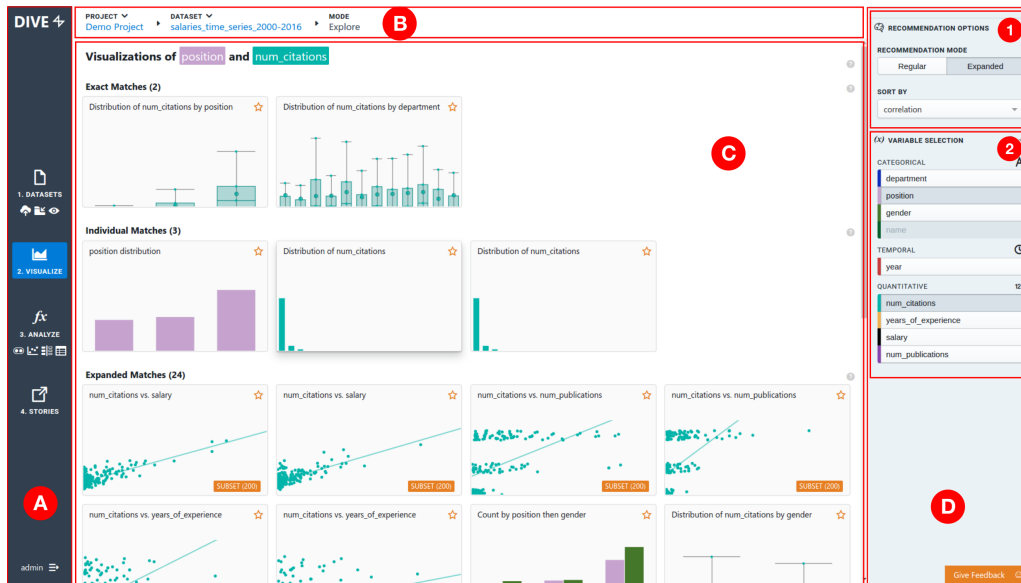 DIVE
PROJECT DATASET MODE
Demo Project salaries_time_series_2000-2016 Explore
B
1. DATASETS
2. VISUALIZE
fx
3. ANALYZE
4. STORIES
A
admin
Visualizations of position and num_citations
?
Exact Matches (2)
?
Distribution of num_citations by position
Distribution of num_citations by department
C
Individual Matches (3)
?
position distribution
Distribution of num_citations
Distribution of num_citations
Expanded Matches (24)
?
num_citations vs. salary
SUBSET (200)
num_citations vs. salary
SUBSET (200)
num_citations vs. num_publications
SUBSET (200)
num_citations vs. num_publications
SUBSET (200)
num_citations vs. years_of_experience
num_citations vs. years_of_experience
Count by position then gender
Distribution of num_citations by gender
RECOMMENDATION OPTIONS
1
RECOMMENDATION MODE
Regular Expanded
SORT BY
correlation
(x) VARIABLE SELECTION
2
CATEGORICAL A
department
position
gender
name
TEMPORAL
year
QUANTITATIVE 12
num_citations
years_of_experience
salary
num_publications
D
Give Feedback